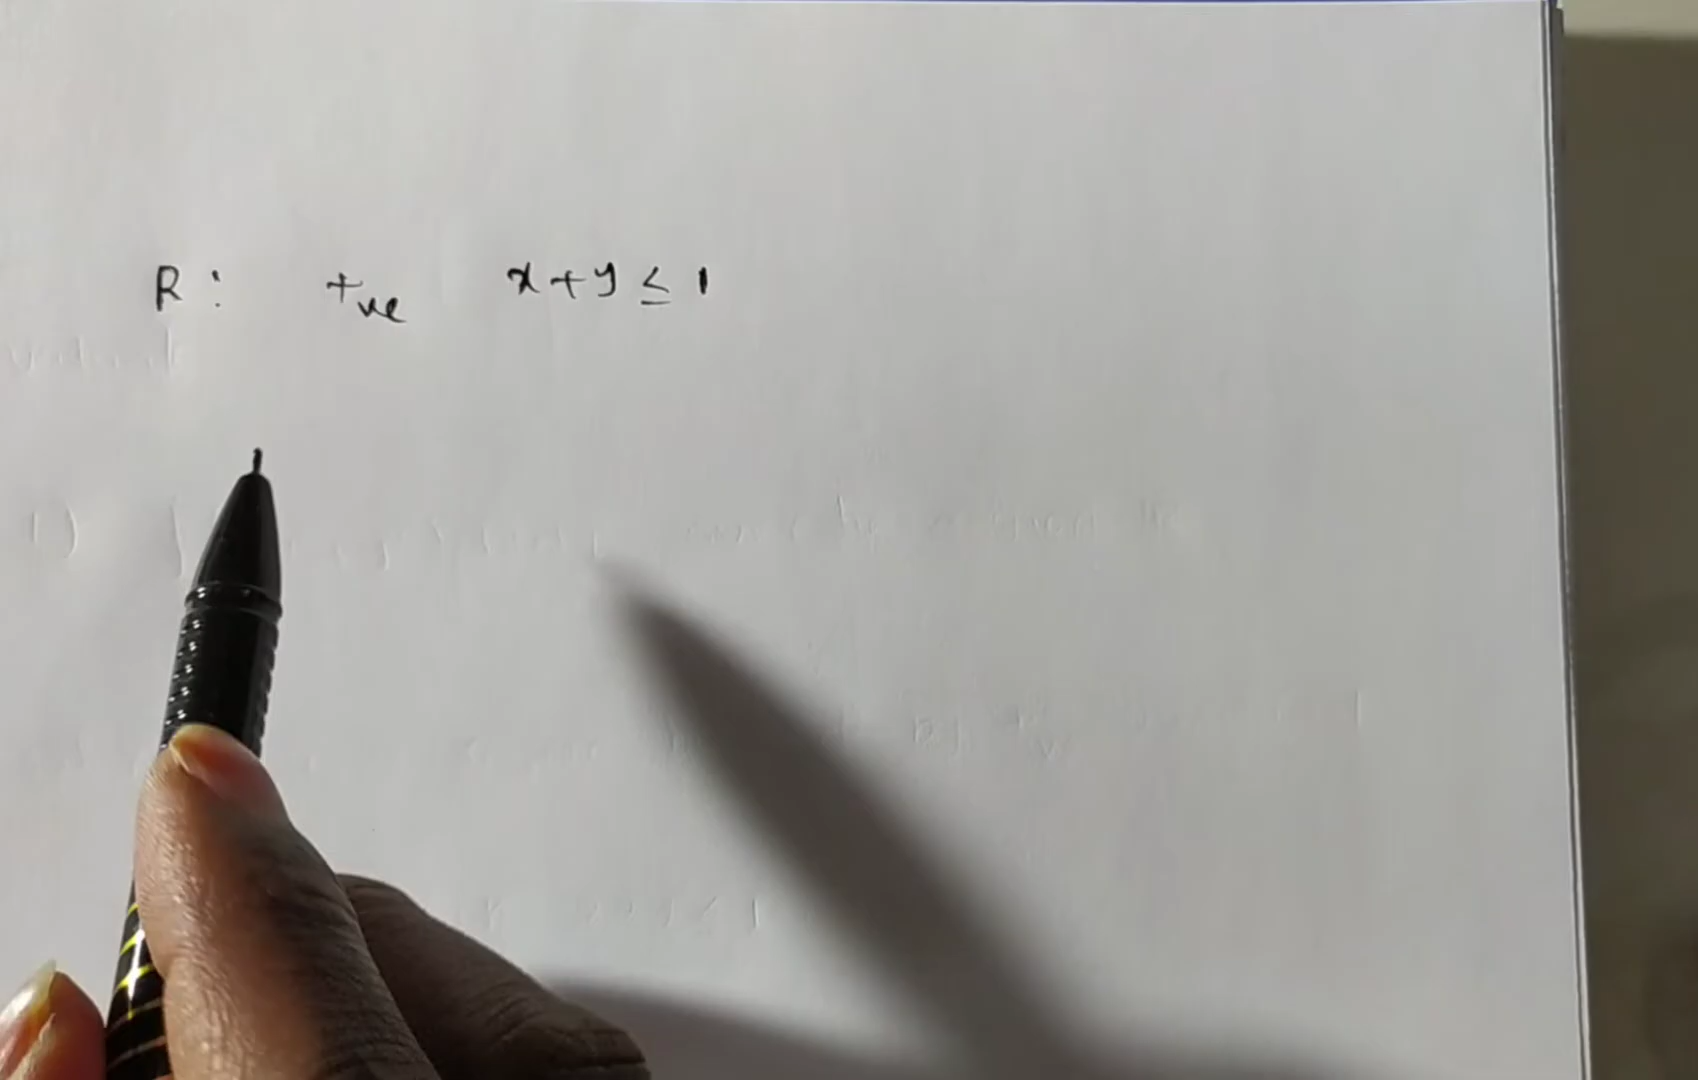 R: +ve x+y ≤ 1